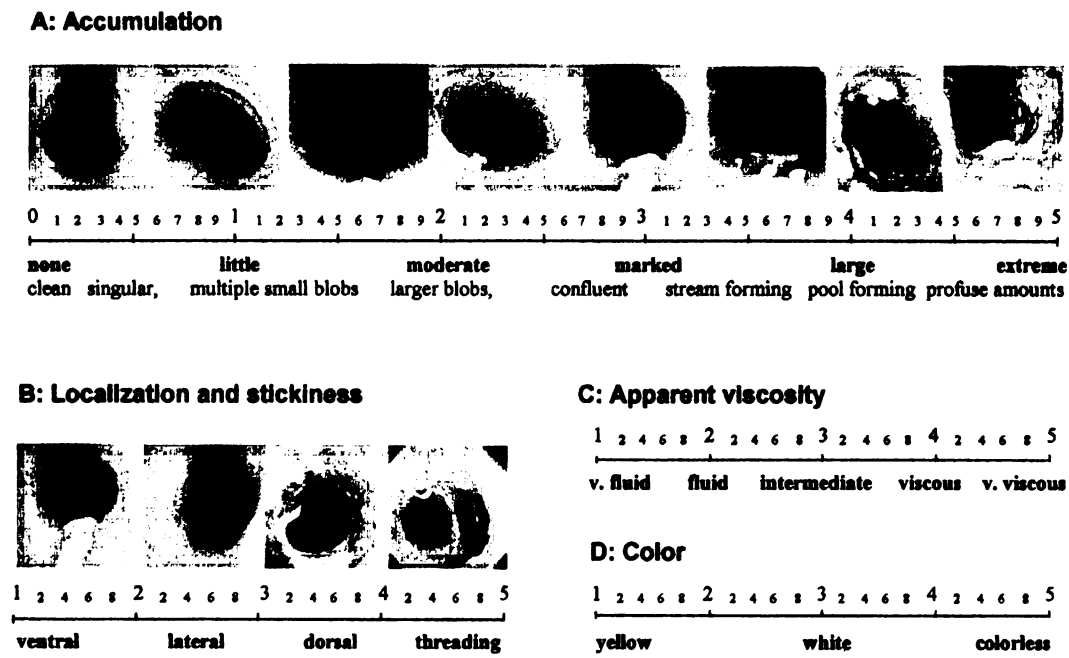 A: Accumulation
0 1 2 3 4 5 6 7 8 9 1 1 2 3 4 5 6 7 8 9 2 1 2 3 4 5 6 7 8 9 3 2 3 4 5 6 7 8 9 4 1 2 3 4 5 6 7 8 9 5
none little moderate marked large extreme
clean singular, multiple small blobs larger blobs, confluent stream forming pool forming profuse amounts
B: Localization and stickiness
1 2 4 6 8 2 2 4 6 8 3 2 4 6 8 4 2 4 6 8 5
ventral lateral dorsal threading
C: Apparent viscosity
1 2 4 6 8 2 2 4 6 8 3 2 4 6 8 4 2 4 6 8 5
v. fluid fluid intermediate viscous v. viscous
D: Color
1 2 4 6 8 2 2 4 6 8 3 2 4 6 8 4 2 4 6 8 5
yellow white colorless